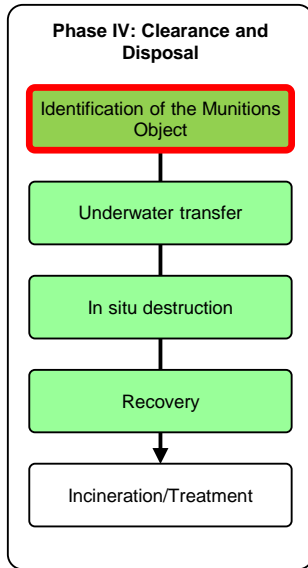 Phase IV: Clearance and
Disposal
Identification of the Munitions
Object
Underwater transfer
In situ destruction
Recovery
Incineration/Treatment